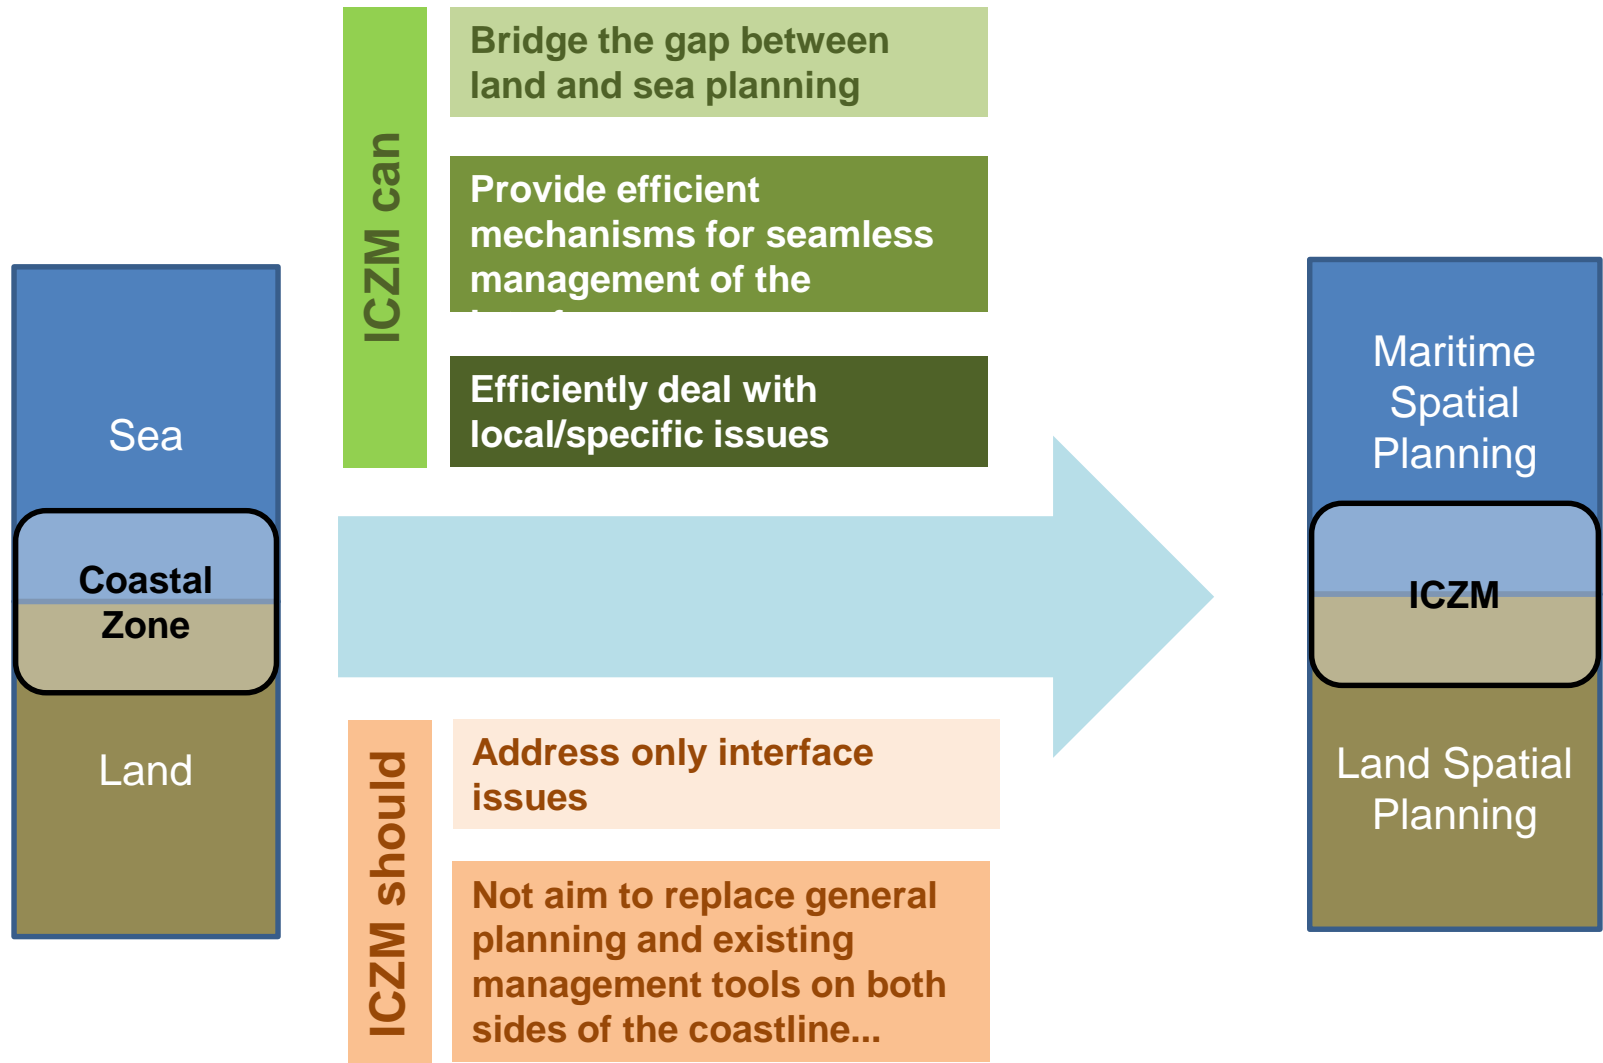 ICZM can
Bridge the gap between
land and sea planning
Provide efficient
mechanisms for seamless
management of the
Efficiently deal with
local/specific issues
Sea
Coastal
Zone
Land
Maritime
Spatial
Planning
ICZM
Land Spatial
Planning
ICZM should
Address only interface
issues
Not aim to replace general
planning and existing
management tools on both
sides of the coastline...